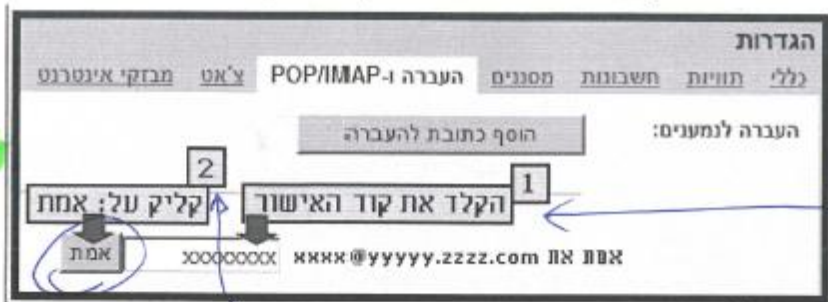 הגדרות
כללי תוויות חשבונות מסננים העברה ו-POP/IMAP צ'אט מבזקי אינטרנט
העברה לנמענים: הוסף כתובת להעברה
1 2
הקלד את קוד האישור קליק על: אמת
אמת את xxxx@yyyyy.zzzz.com xxxxxxxx אמת